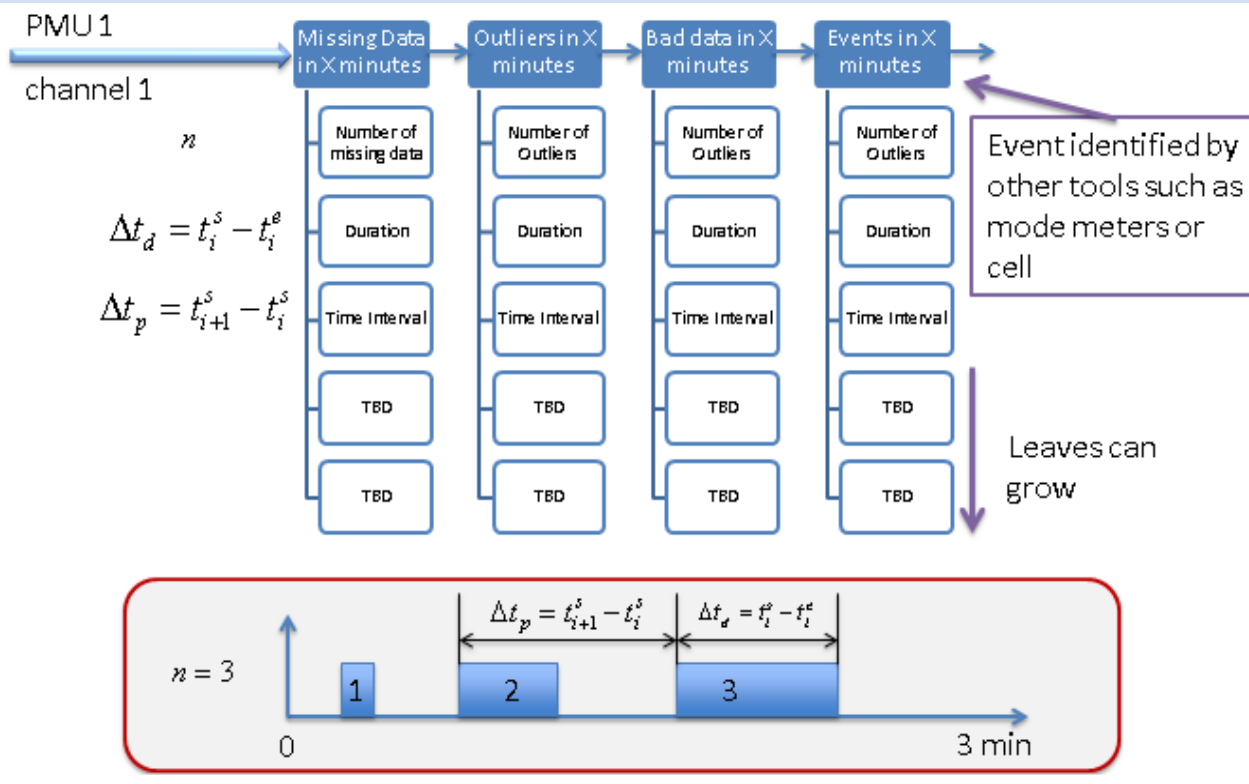 PMU 1
channel 1
Missing Data
in X minutes
Outliers in X
minutes
Bad data in X
minutes
Events in X
minutes
n
Number of
missing data
Number of
Outliers
Number of
Outliers
Number of
Outliers
Event identified by
other tools such as
mode meters or
cell
Δt_d = t_i^s − t_i^e
Duration
Duration
Duration
Duration
Δt_p = t_{i+1}^s − t_i^s
Time Interval
Time Interval
Time Interval
Time Interval
TBD
TBD
TBD
TBD
Leaves can
grow
TBD
TBD
TBD
TBD
Δt_p = t_{i+1}^s − t_i^s
Δt_d = t_i^s − t_i^e
n = 3
1
2
3
0
3 min